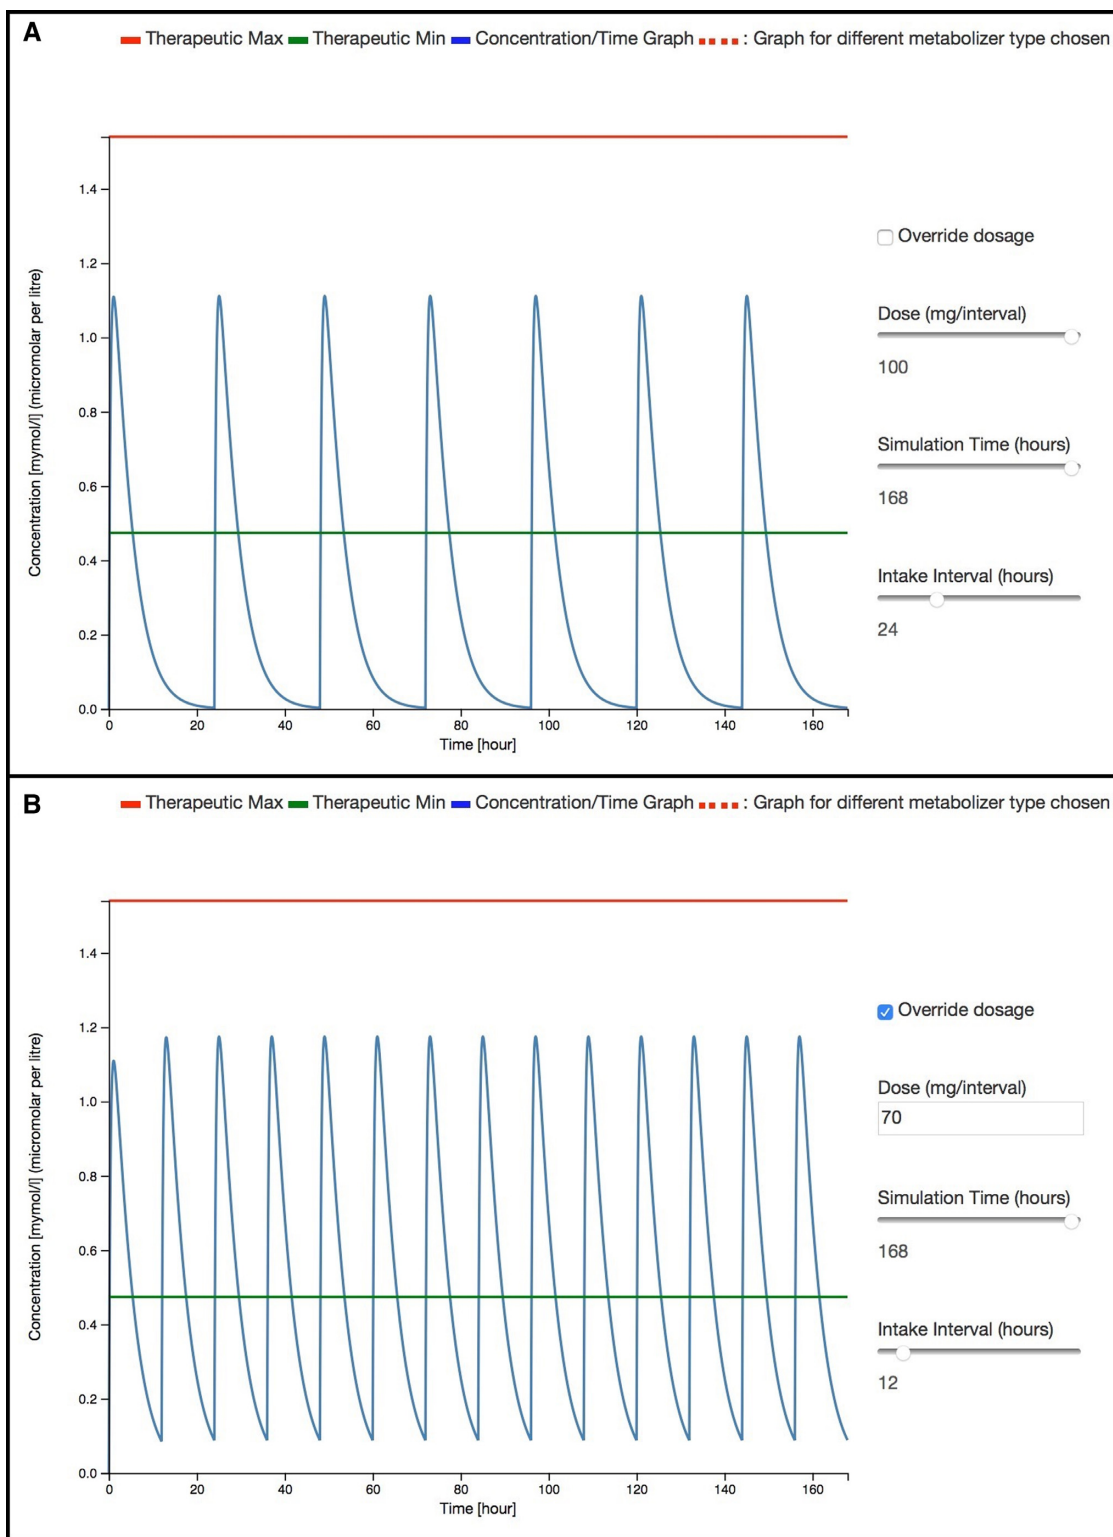 A
Therapeutic Max Therapeutic Min Concentration/Time Graph : Graph for different metabolizer type chosen
Concentration [mymol/l] (micromolar per litre)
1.4
1.2
1.0
0.8
0.6
0.4
0.2
0.0
0 20 40 60 80 100 120 140 160
Time [hour]
Override dosage
Dose (mg/interval)
100
Simulation Time (hours)
168
Intake Interval (hours)
24
B
Therapeutic Max Therapeutic Min Concentration/Time Graph : Graph for different metabolizer type chosen
Concentration [mymol/l] (micromolar per litre)
1.4
1.2
1.0
0.8
0.6
0.4
0.2
0.0
0 20 40 60 80 100 120 140 160
Time [hour]
Override dosage
Dose (mg/interval)
70
Simulation Time (hours)
168
Intake Interval (hours)
12